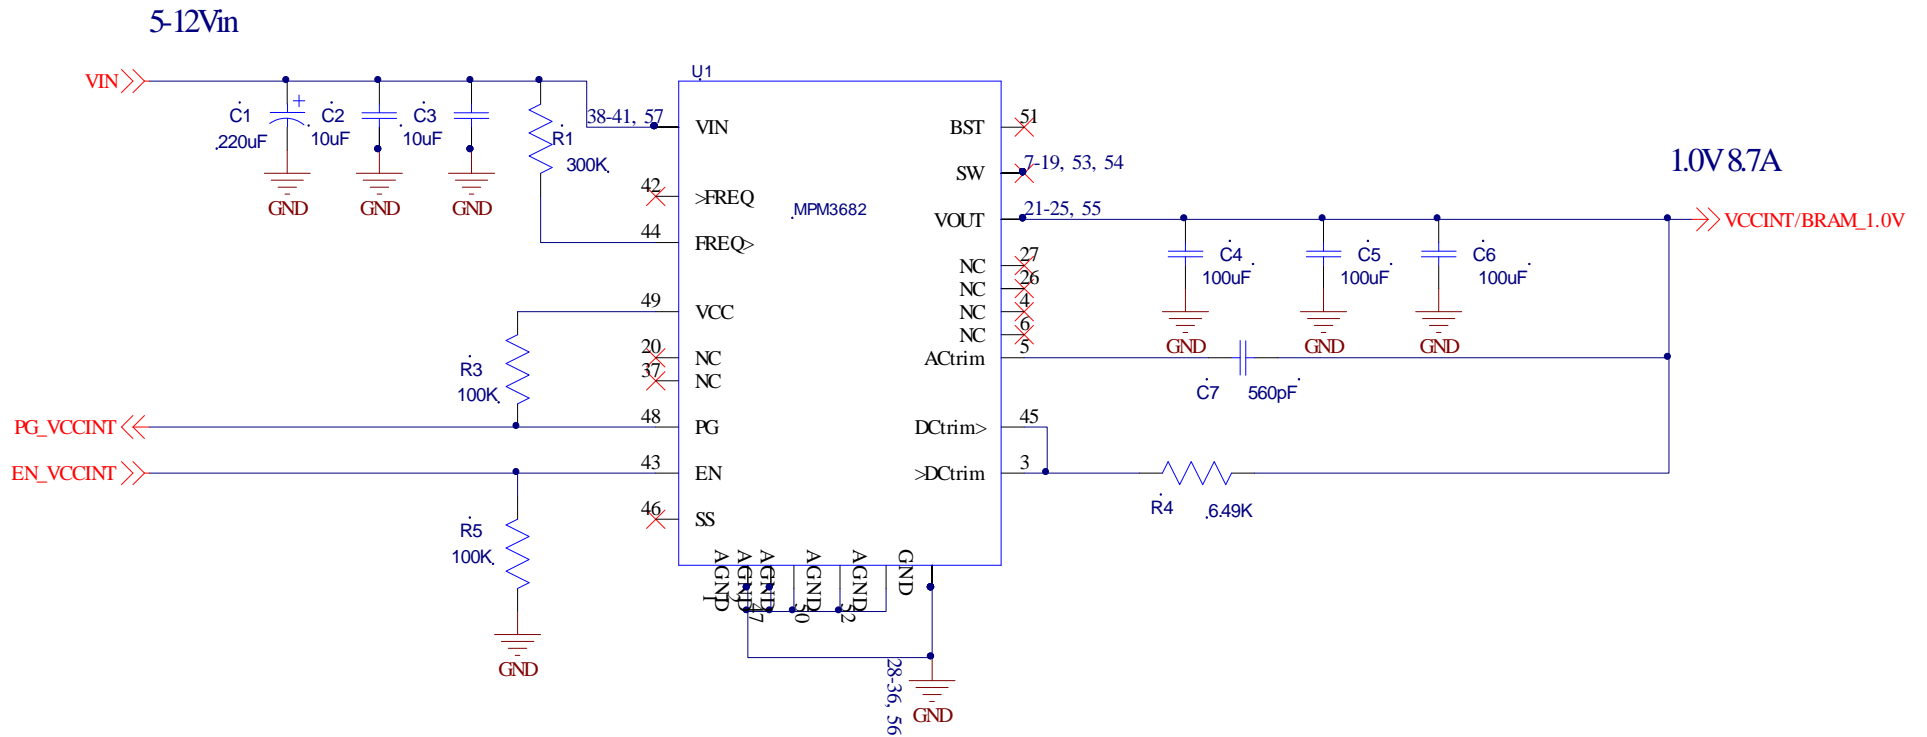 5-12Vin
VIN
C1
+
220uF
C2
10uF
C3
10uF
R1
300K
U1
MPM3682
38-41, 57
VIN
42
>FREQ
44
FREQ>
49
VCC
20
NC
37
NC
R3
100K
PG_VCCINT
48
PG
EN_VCCINT
43
EN
46
SS
R5
100K
GND
GND
GND
GND
BST
51
SW
7-19, 53, 54
VOUT
21-25, 55
NC
27
NC
26
NC
4
NC
6
ACtrim
5
DCtrim>
45
>DCtrim
3
1.0V 8.7A
VCCINT/BRAM_1.0V
C4
100uF
C5
100uF
C6
100uF
GND
GND
GND
C7
560pF
R4
6.49K
AGND
1
AGND
2
AGND
47
AGND
50
AGND
52
GND
28-36, 56
GND